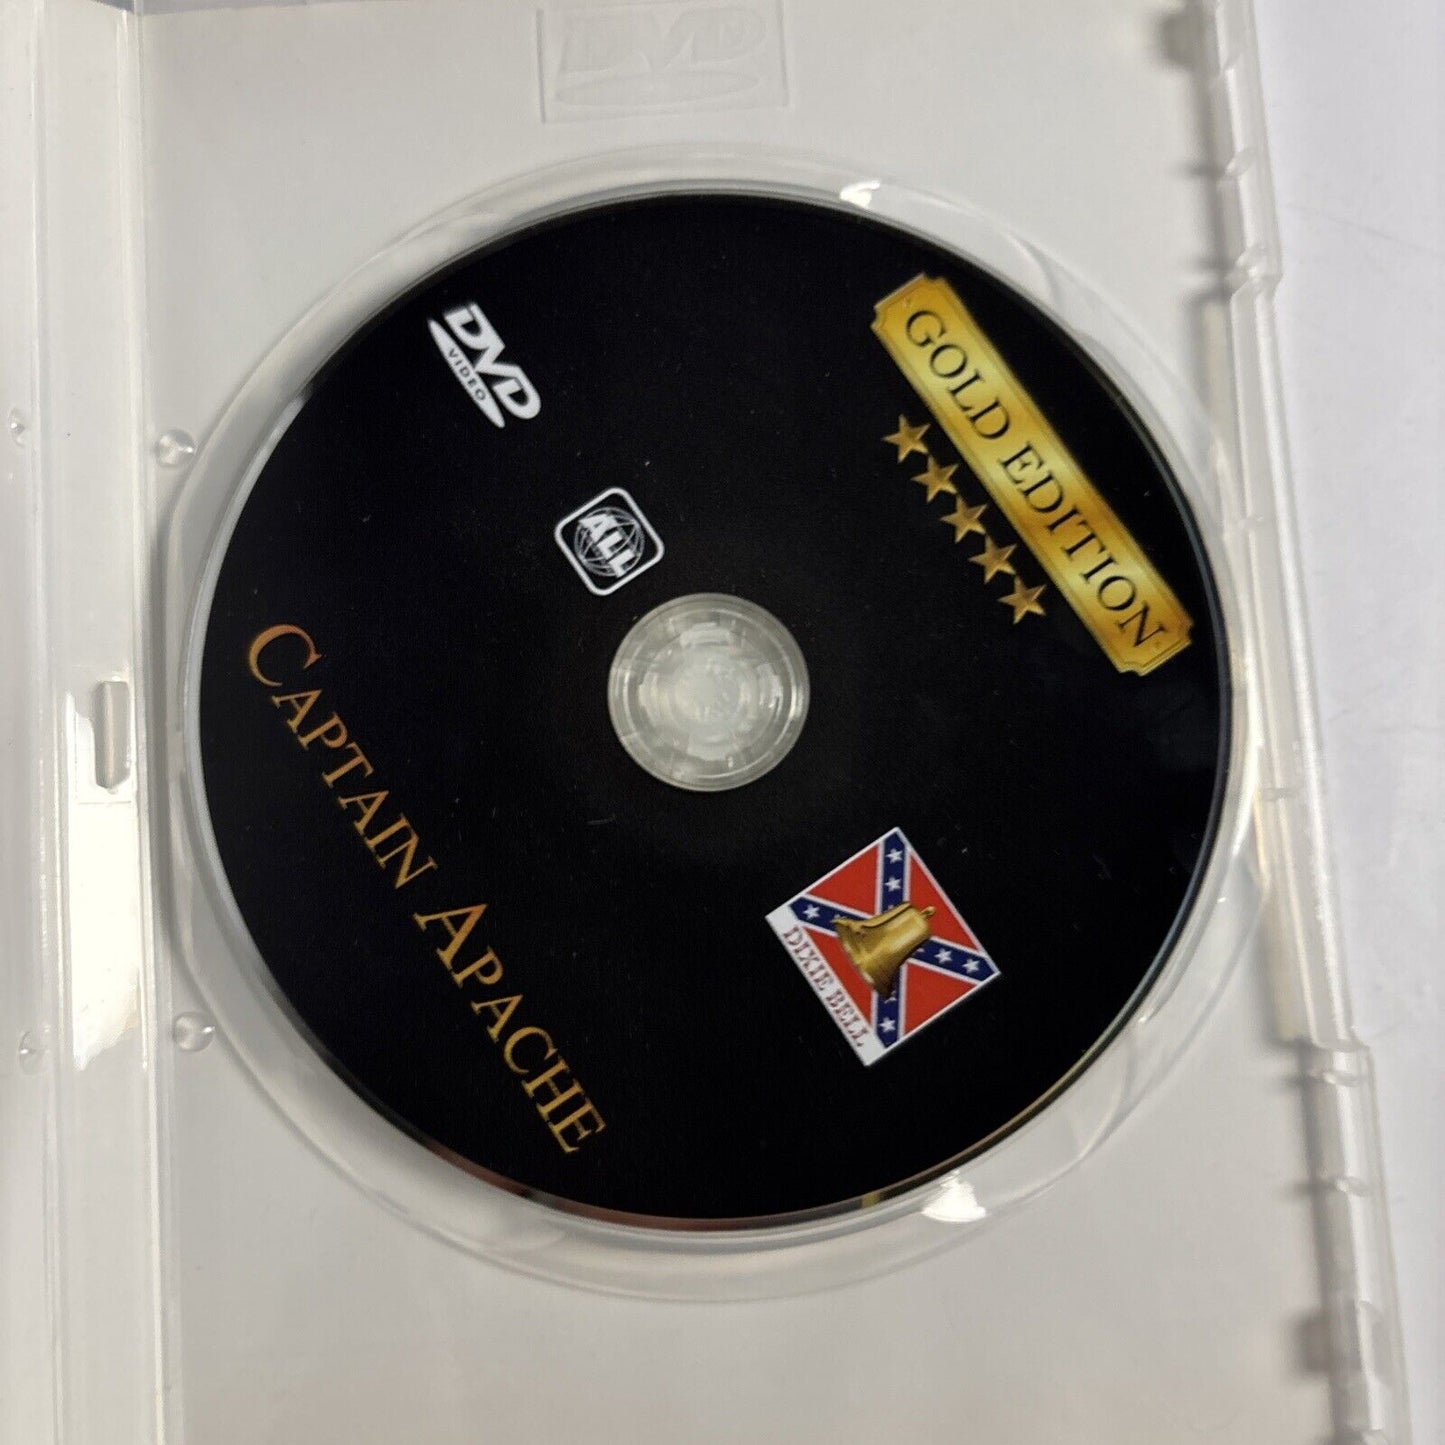 DVD
DVD
VIDEO
GOLD EDITION
ALL
CAPTAIN APACHE
DIXIE BELL